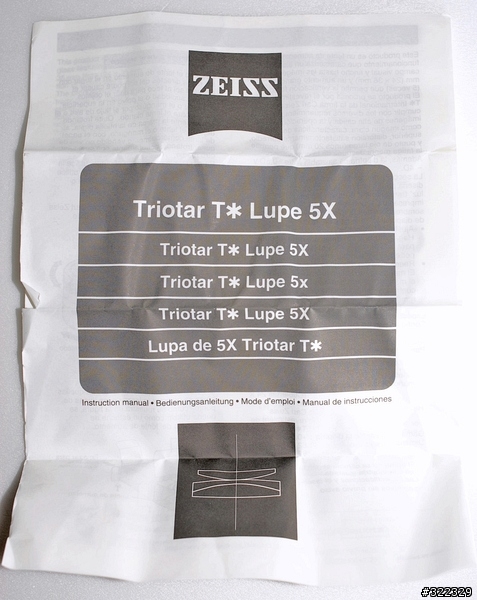 ZEISS
Triotar T* Lupe 5X
Triotar T* Lupe 5X
Triotar T* Lupe 5x
Triotar T* Lupe 5X
Lupa de 5X Triotar T*
Instruction manual • Bedienungsanleitung • Mode d'emploi • Manual de instrucciones
#322329